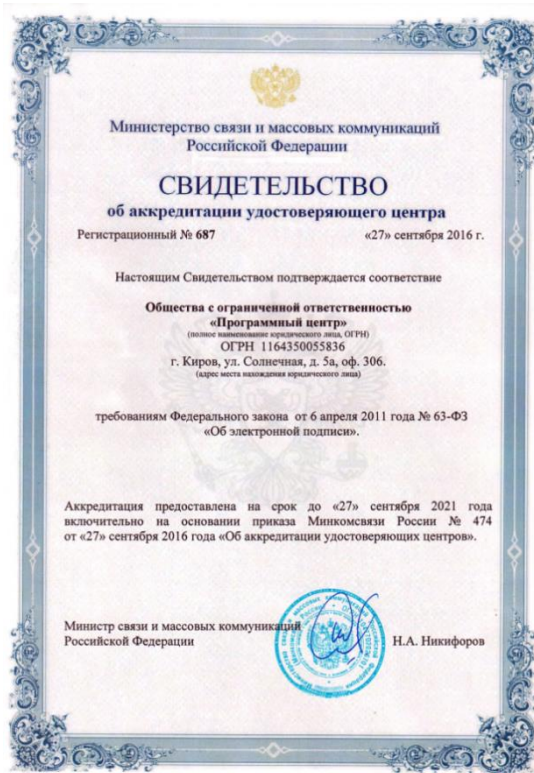 Министерство связи и массовых коммуникаций
Российской Федерации
СВИДЕТЕЛЬСТВО
об аккредитации удостоверяющего центра
Регистрационный № 687 «27» сентября 2016 г.
Настоящим Свидетельством подтверждается соответствие
Общества с ограниченной ответственностью
«Программный центр»
(полное наименование юридического лица, ОГРН)
ОГРН 1164350055836
г. Киров, ул. Солнечная, д. 5а, оф. 306.
(адрес места нахождения юридического лица)
требованиям Федерального закона от 6 апреля 2011 года № 63-ФЗ
«Об электронной подписи».
Аккредитация предоставлена на срок до «27» сентября 2021 года
включительно на основании приказа Минкомсвязи России № 474
от «27» сентября 2016 года «Об аккредитации удостоверяющих центров».
Министр связи и массовых коммуникаций
Российской Федерации Н.А. Никифоров